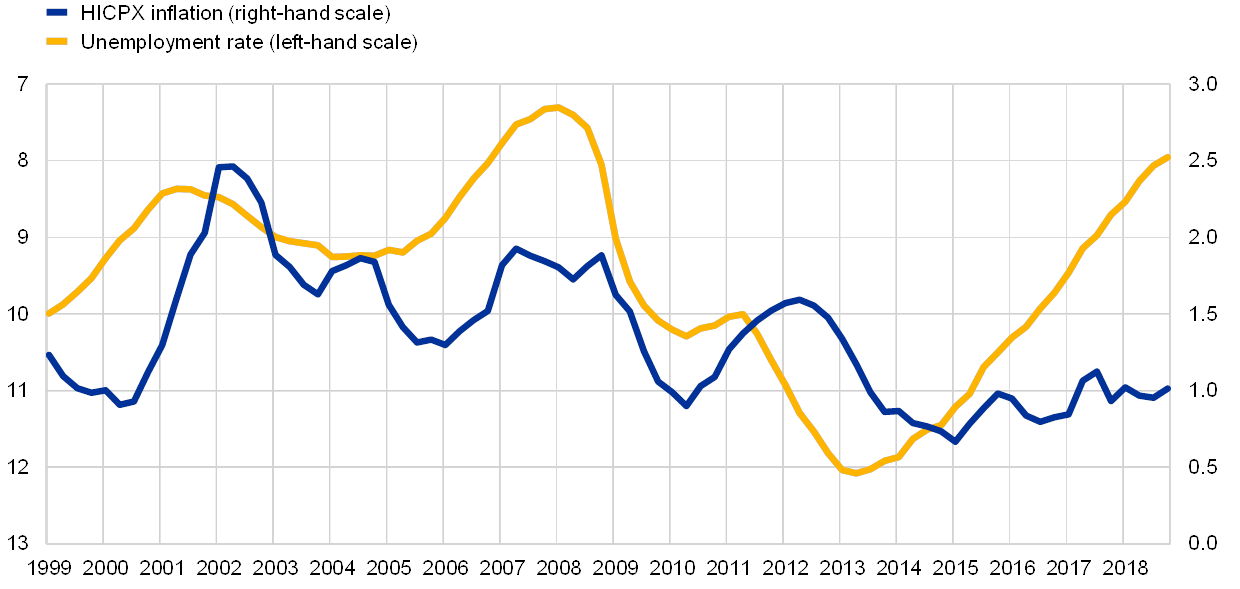 HICPX inflation (right-hand scale)
Unemployment rate (left-hand scale)
7 3.0
8 2.5
9 2.0
10 1.5
11 1.0
12 0.5
13 0.0
1999 2000 2001 2002 2003 2004 2005 2006 2007 2008 2009 2010 2011 2012 2013 2014 2015 2016 2017 2018